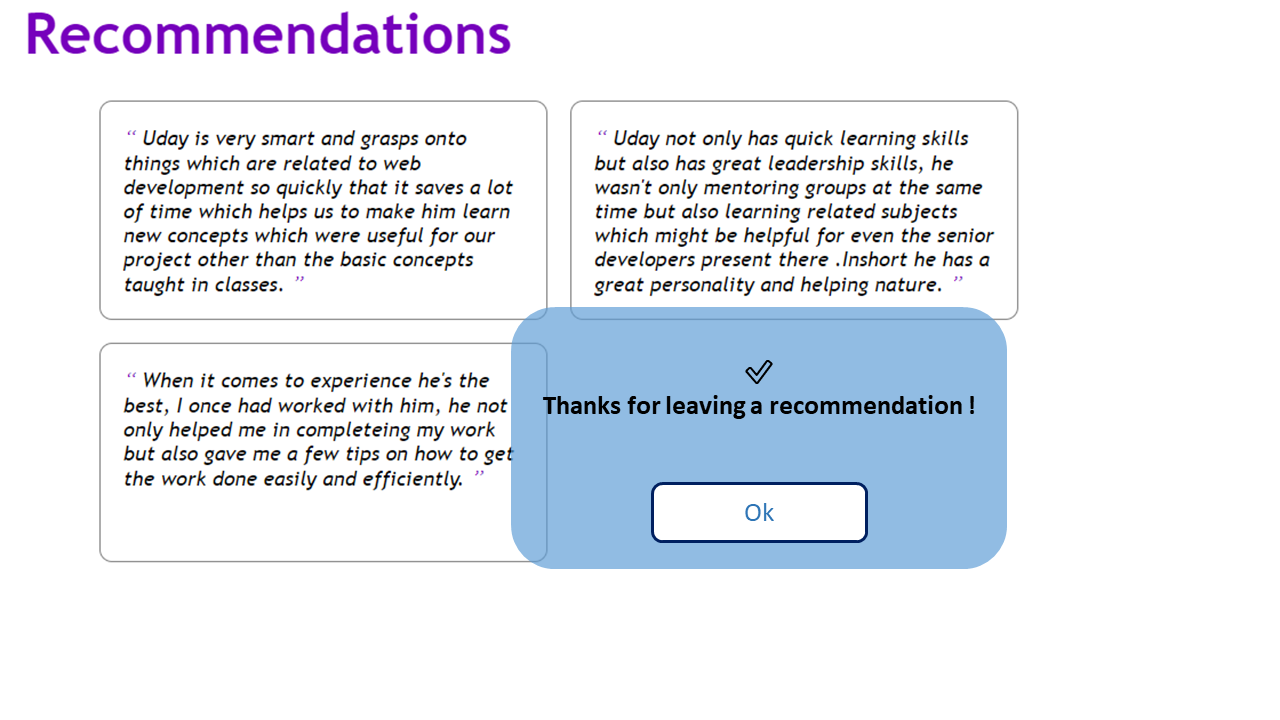 Recommendations
“ Uday is very smart and grasps onto
things which are related to web
development so quickly that it saves a lot
of time which helps us to make him learn
new concepts which were useful for our
project other than the basic concepts
taught in classes. ”
“ Uday not only has quick learning skills
but also has great leadership skills, he
wasn't only mentoring groups at the same
time but also learning related subjects
which might be helpful for even the senior
developers present there .Inshort he has a
great personality and helping nature. ”
“ When it comes to experience he's the
best, I once had worked with him, he not
only helped me in completeing my work
but also gave me a few tips on how to get
the work done easily and efficiently. ”
Thanks for leaving a recommendation !
Ok